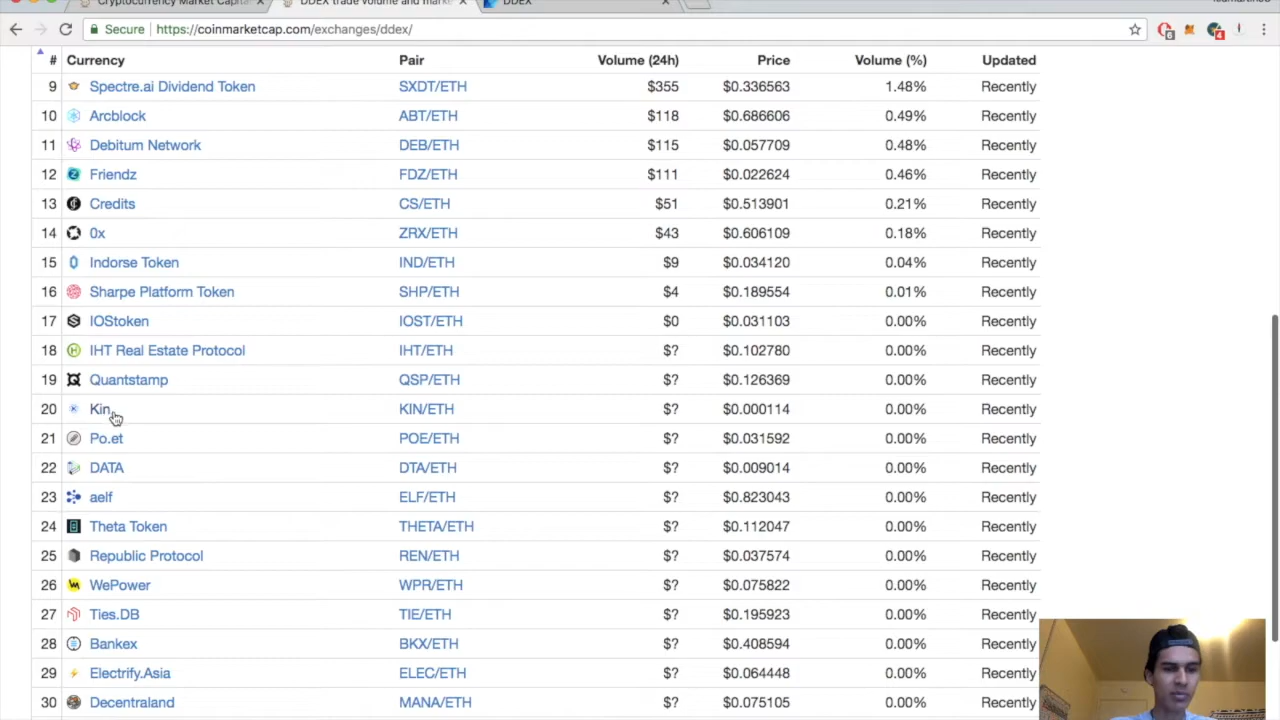 Cryptocurrency Market Capital
DDEX trade volume and marke
DDEX
Secure https://coinmarketcap.com/exchanges/ddex/
6
4
# Currency Pair Volume (24h) Price Volume (%) Updated
9 Spectre.ai Dividend Token SXDT/ETH $355 $0.336563 1.48% Recently
10 Arcblock ABT/ETH $118 $0.686606 0.49% Recently
11 Debitum Network DEB/ETH $115 $0.057709 0.48% Recently
12 Friendz FDZ/ETH $111 $0.022624 0.46% Recently
13 Credits CS/ETH $51 $0.513901 0.21% Recently
14 0x ZRX/ETH $43 $0.606109 0.18% Recently
15 Indorse Token IND/ETH $9 $0.034120 0.04% Recently
16 Sharpe Platform Token SHP/ETH $4 $0.189554 0.01% Recently
17 IOStoken IOST/ETH $0 $0.031103 0.00% Recently
18 IHT Real Estate Protocol IHT/ETH $? $0.102780 0.00% Recently
19 Quantstamp QSP/ETH $? $0.126369 0.00% Recently
20 Kin KIN/ETH $? $0.000114 0.00% Recently
21 Po.et POE/ETH $? $0.031592 0.00% Recently
22 DATA DTA/ETH $? $0.009014 0.00% Recently
23 aelf ELF/ETH $? $0.823043 0.00% Recently
24 Theta Token THETA/ETH $? $0.112047 0.00% Recently
25 Republic Protocol REN/ETH $? $0.037574 0.00% Recently
26 WePower WPR/ETH $? $0.075822 0.00% Recently
27 Ties.DB TIE/ETH $? $0.195923 0.00% Recently
28 Bankex BKX/ETH $? $0.408594 0.00% Recently
29 Electrify.Asia ELEC/ETH $? $0.064448 0.00% Recently
30 Decentraland MANA/ETH $? $0.075105 0.00% Recently